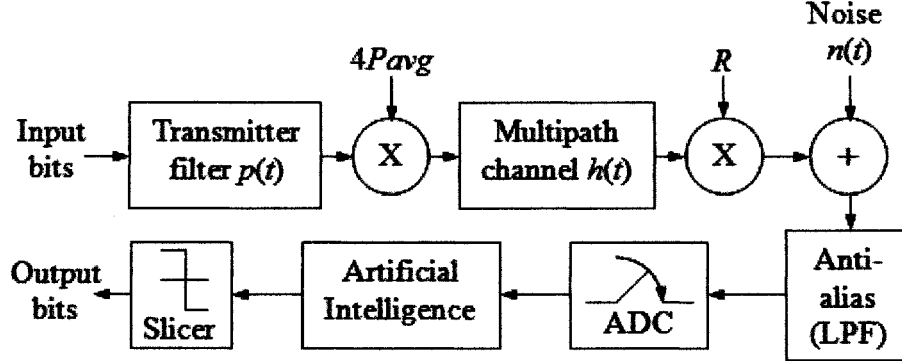 Noise
n(t)
4Pavg
R
Input
bits
Transmitter
filter p(t)
X
Multipath
channel h(t)
X
+
Output
bits
Slicer
Artificial
Intelligence
ADC
Anti-
alias
(LPF)